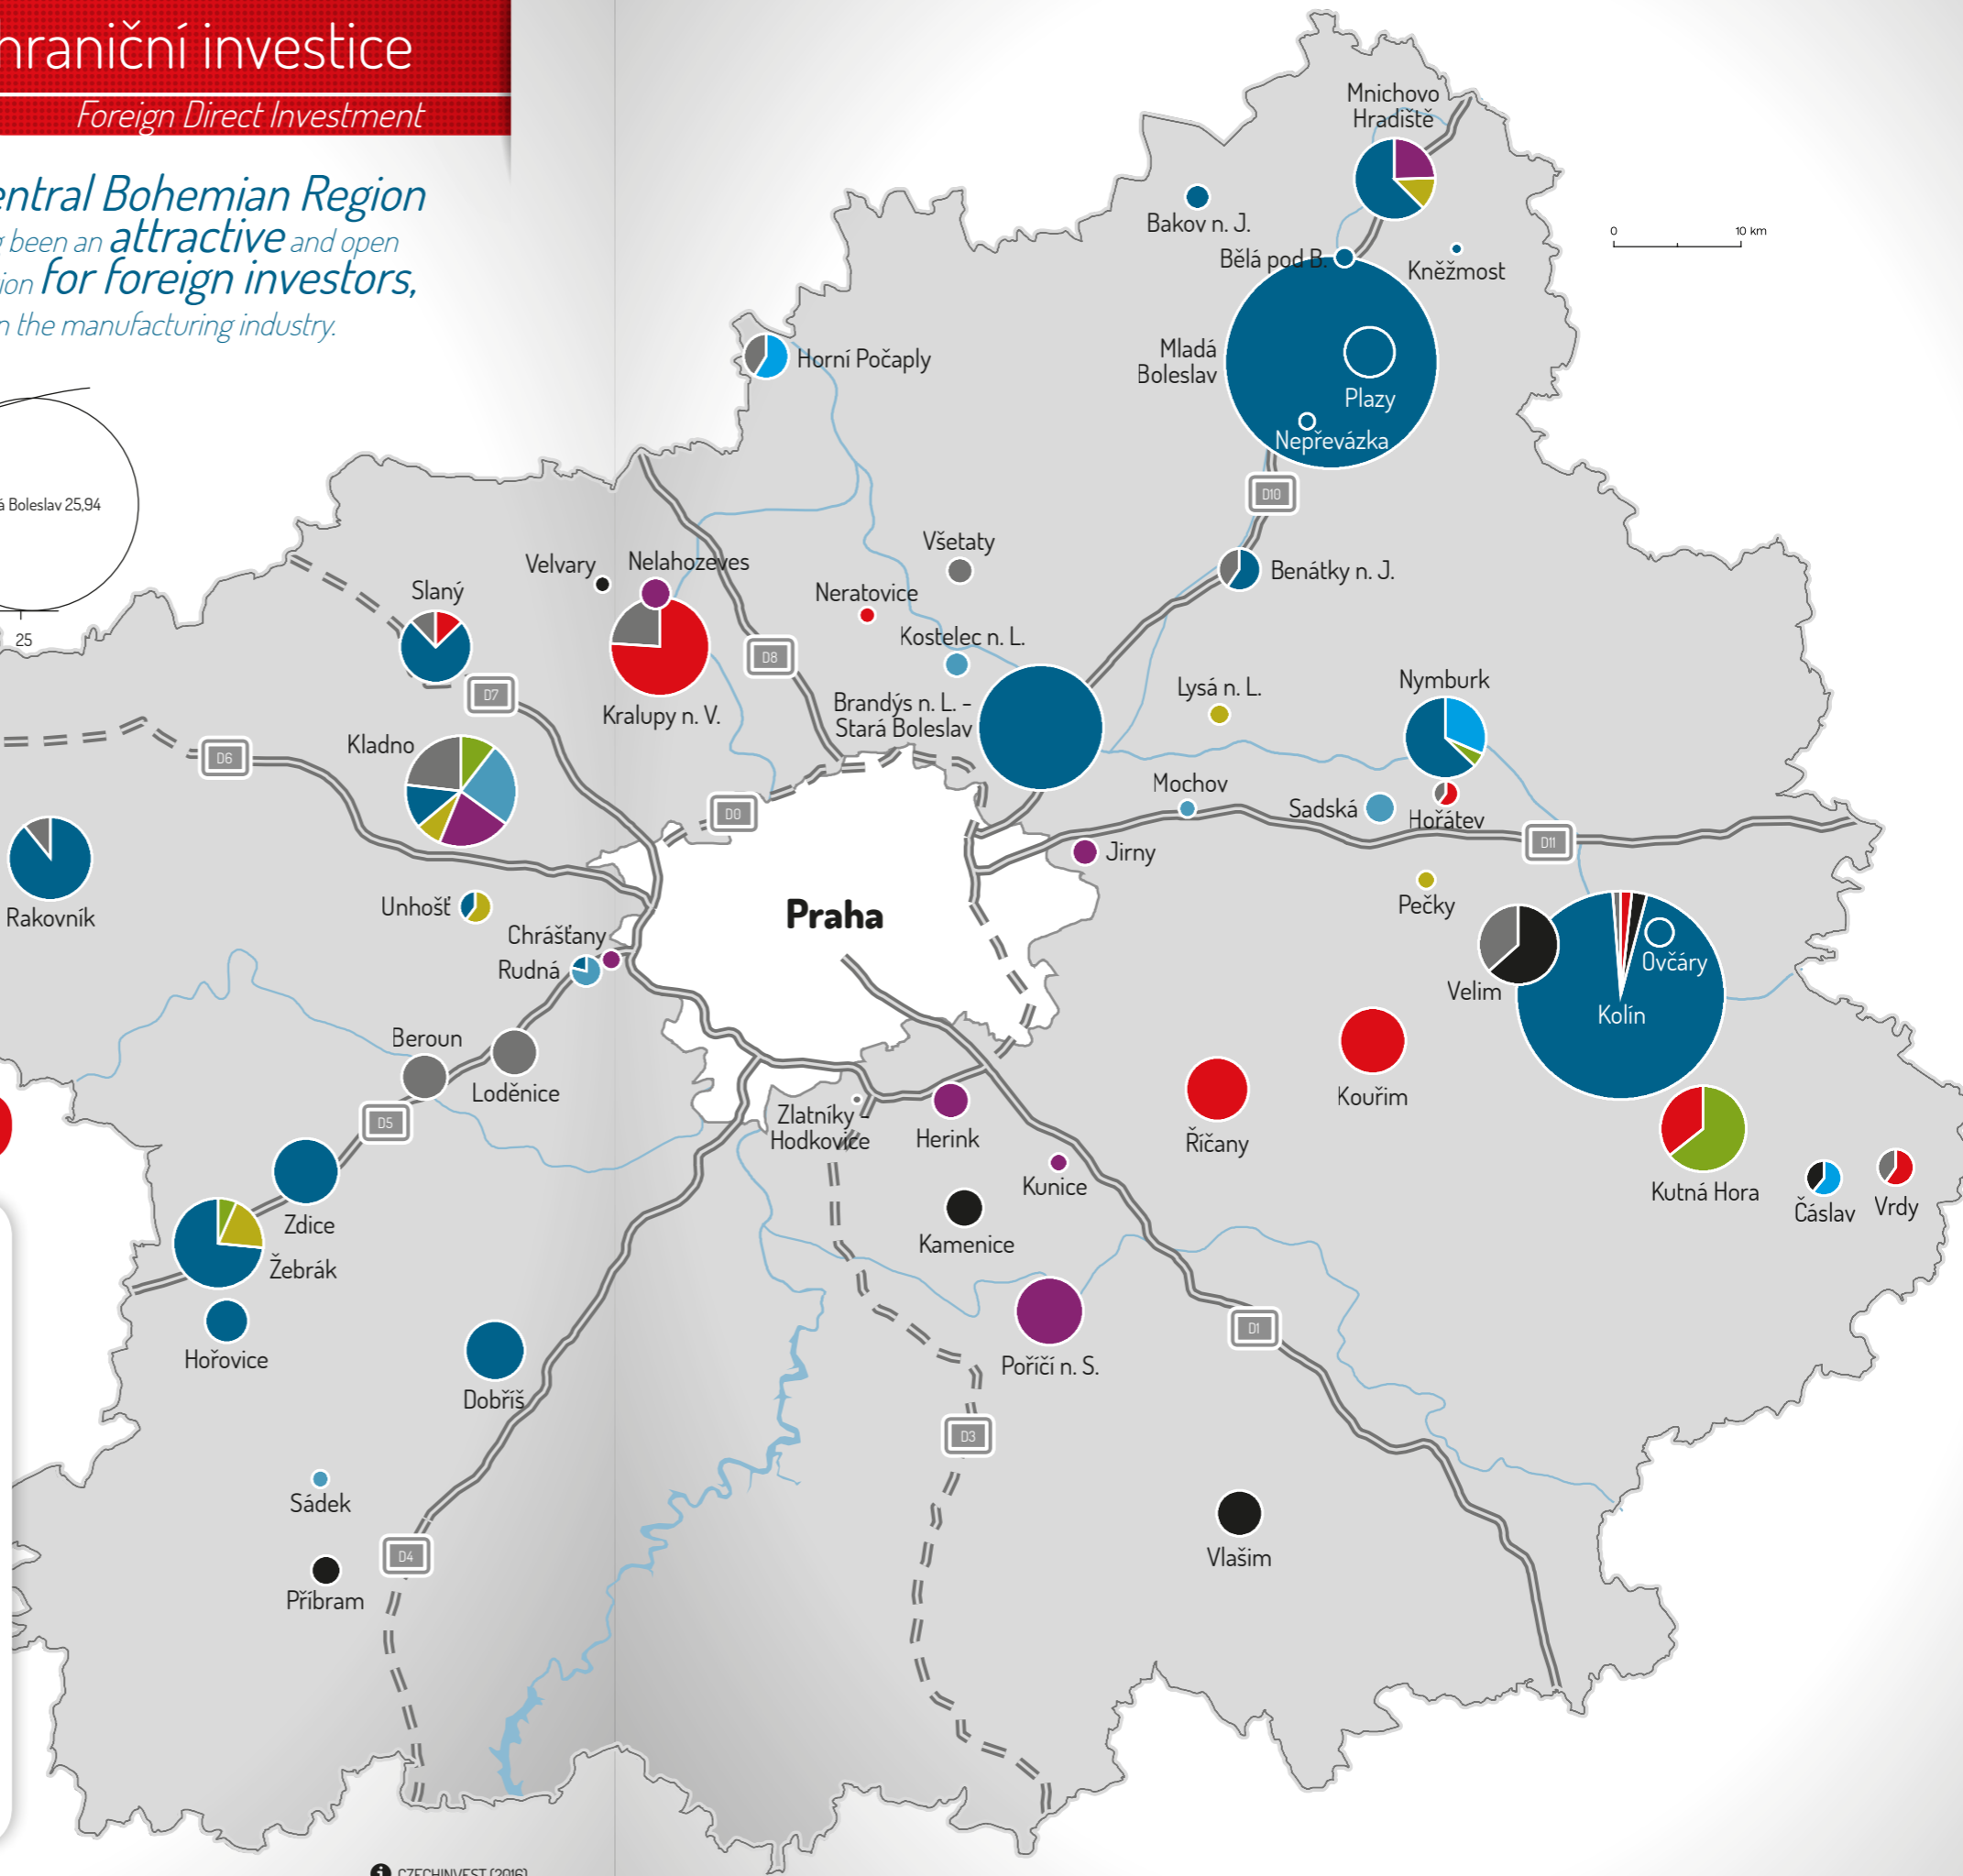 hraniční investice
Foreign Direct Investment
entral Bohemian Region
been an attractive and open
ion for foreign investors,
n the manufacturing industry.
á Boleslav 25,94
25
0 10 km
Mnichovo
Hradiště
Bakov n. J.
Bělá pod B.
Kněžmost
Mladá
Boleslav
Plazy
Nepřevázka
Horní Počaply
D10
Benátky n. J.
Všetaty
Velvary
Nelahozeves
Neratovice
Slaný
Kostelec n. L.
D8
D7
Kralupy n. V.
Brandýs n. L. -
Stará Boleslav
Lysá n. L.
Nymburk
Kladno
D6
D0
Mochov
Sadská
Hořátev
D11
Jirny
Rakovník
Unhošť
Praha
Pečky
Chrášťany
Rudná
Velim
Ovčáry
Kolín
Beroun
Loděnice
Kouřim
D5
Zlatníky -
Hodkovice
Herink
Říčany
Kutná Hora
Čáslav
Vrdy
Kunice
Zdice
Žebrák
Kamenice
Hořovice
Poříčí n. S.
D1
Dobříš
D3
Sádek
D4
Příbram
Vlašim
CZECHINVEST (2016)